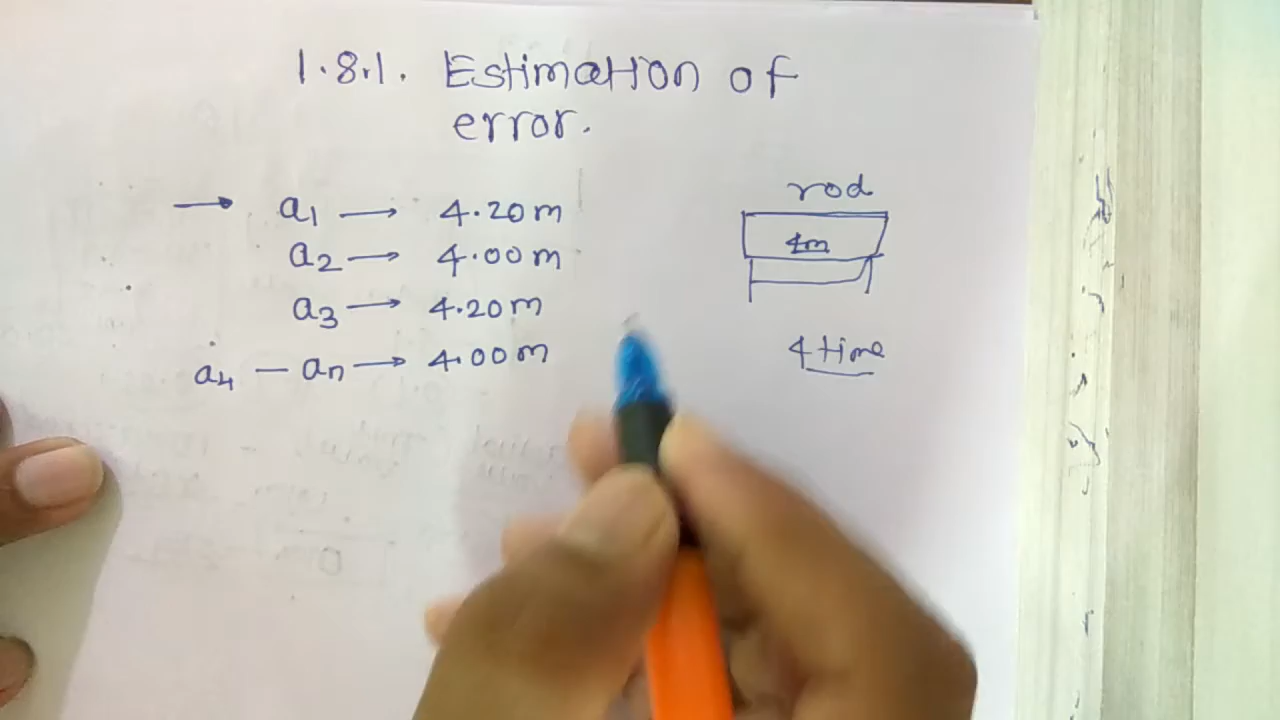 1.8.1. Estimation of
error.
→ a1 → 4.20m
a2 → 4.00m
a3 → 4.20m
a4 — an → 4.00m
rod
4m
4 time